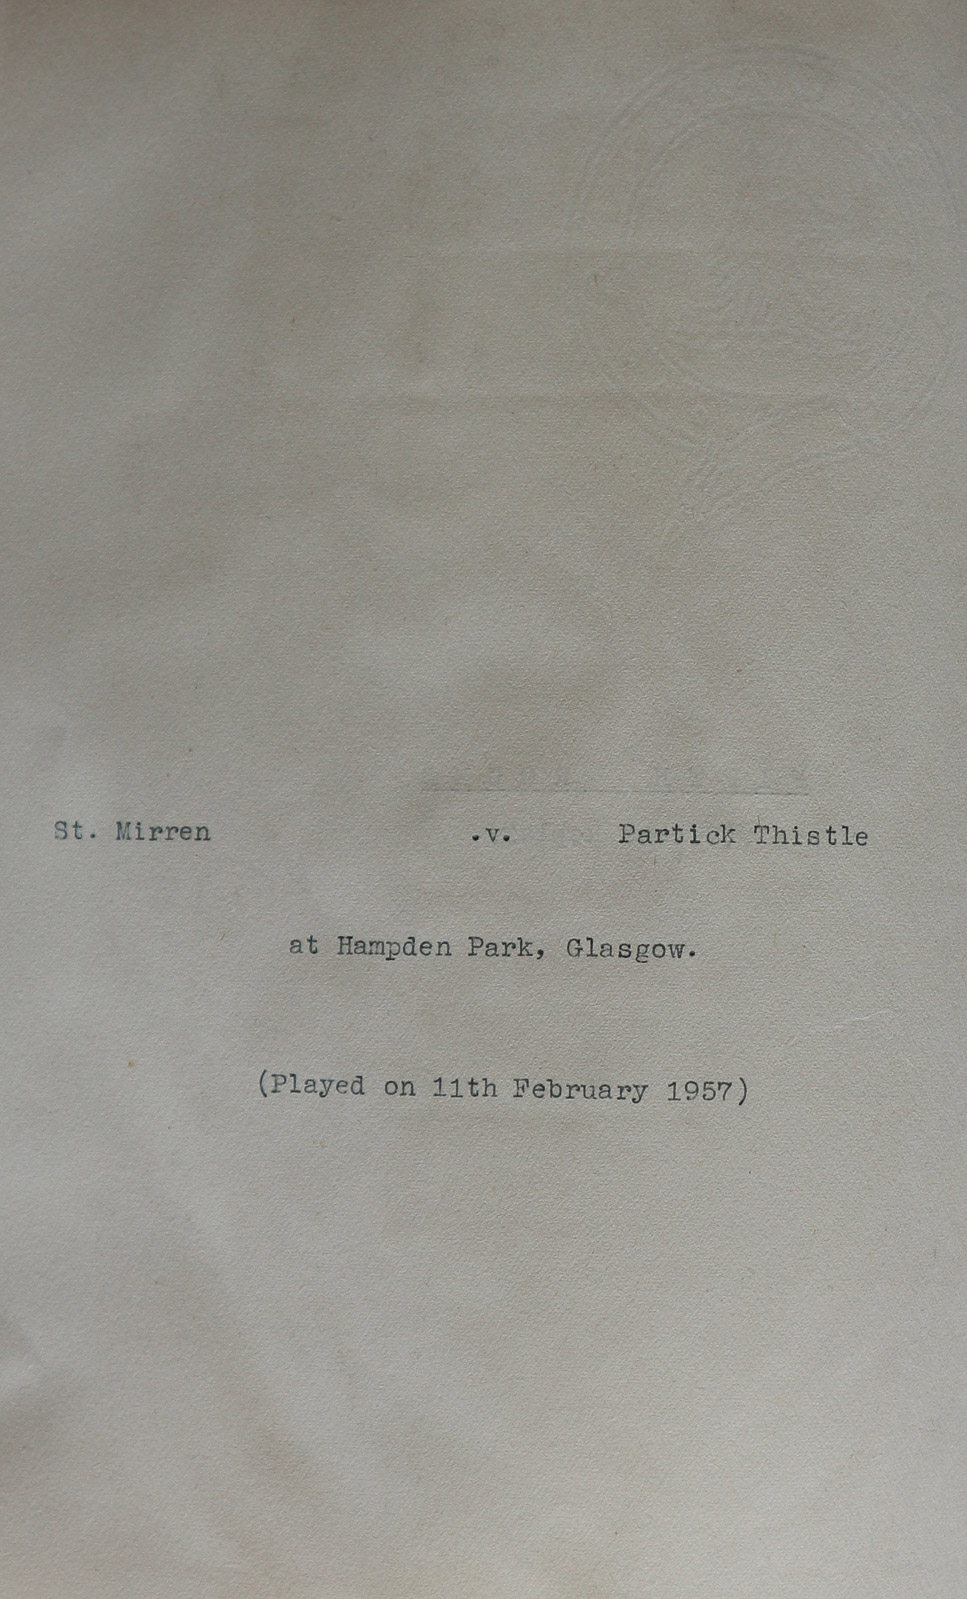 St. Mirren .v. Partick Thistle
at Hampden Park, Glasgow.
(Played on 11th February 1957)